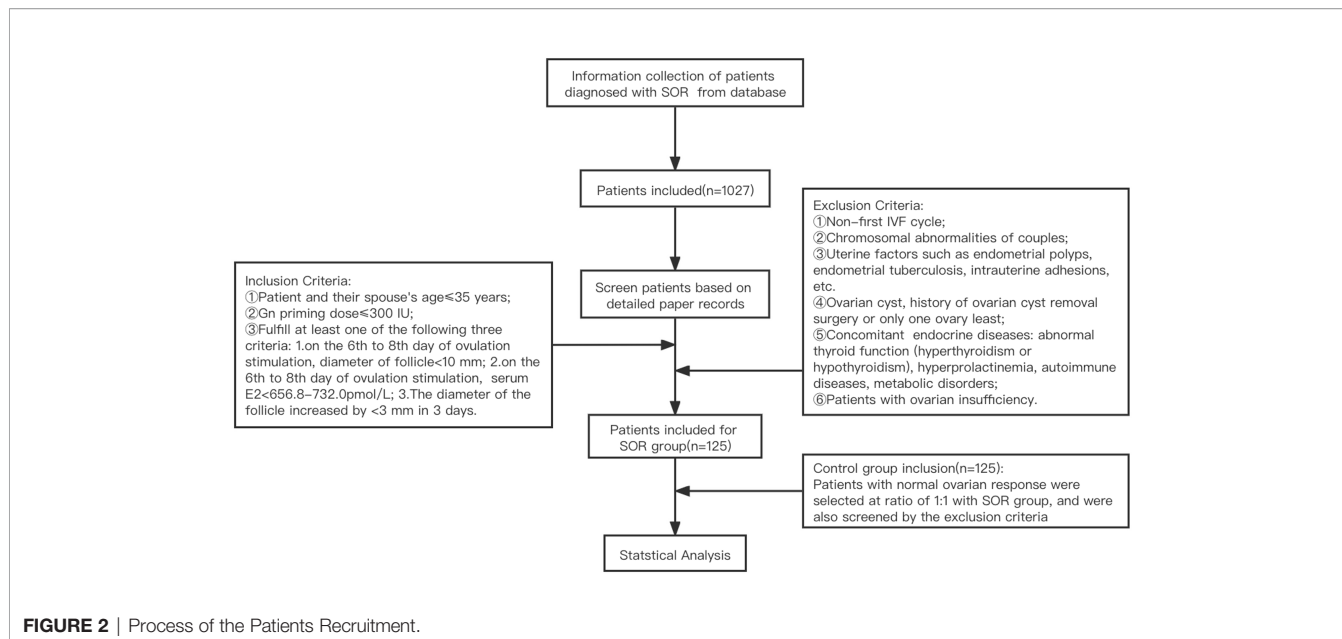 Information collection of patients
diagnosed with SOR from database
Patients included(n=1027)
Exclusion Criteria:
①Non-first IVF cycle;
②Chromosomal abnormalities of couples;
③Uterine factors such as endometrial polyps,
endometrial tuberculosis, intrauterine adhesions,
etc.
④Ovarian cyst, history of ovarian cyst removal
surgery or only one ovary least;
⑤Concomitant endocrine diseases: abnormal
thyroid function (hyperthyroidism or
hypothyroidism), hyperprolactinemia, autoimmune
diseases, metabolic disorders;
⑥Patients with ovarian insufficiency.
Inclusion Criteria:
①Patient and their spouse's age≤35 years;
②Gn priming dose≤300 IU;
③Fulfill at least one of the following three
criteria: 1.on the 6th to 8th day of ovulation
stimulation, diameter of follicle<10 mm; 2.on the
6th to 8th day of ovulation stimulation, serum
E2<656.8-732.0pmol/L; 3.The diameter of the
follicle increased by <3 mm in 3 days.
Screen patients based on
detailed paper records
Patients included for
SOR group(n=125)
Control group inclusion(n=125):
Patients with normal ovarian response were
selected at ratio of 1:1 with SOR group, and were
also screened by the exclusion criteria
Statstical Analysis
FIGURE 2 | Process of the Patients Recruitment.